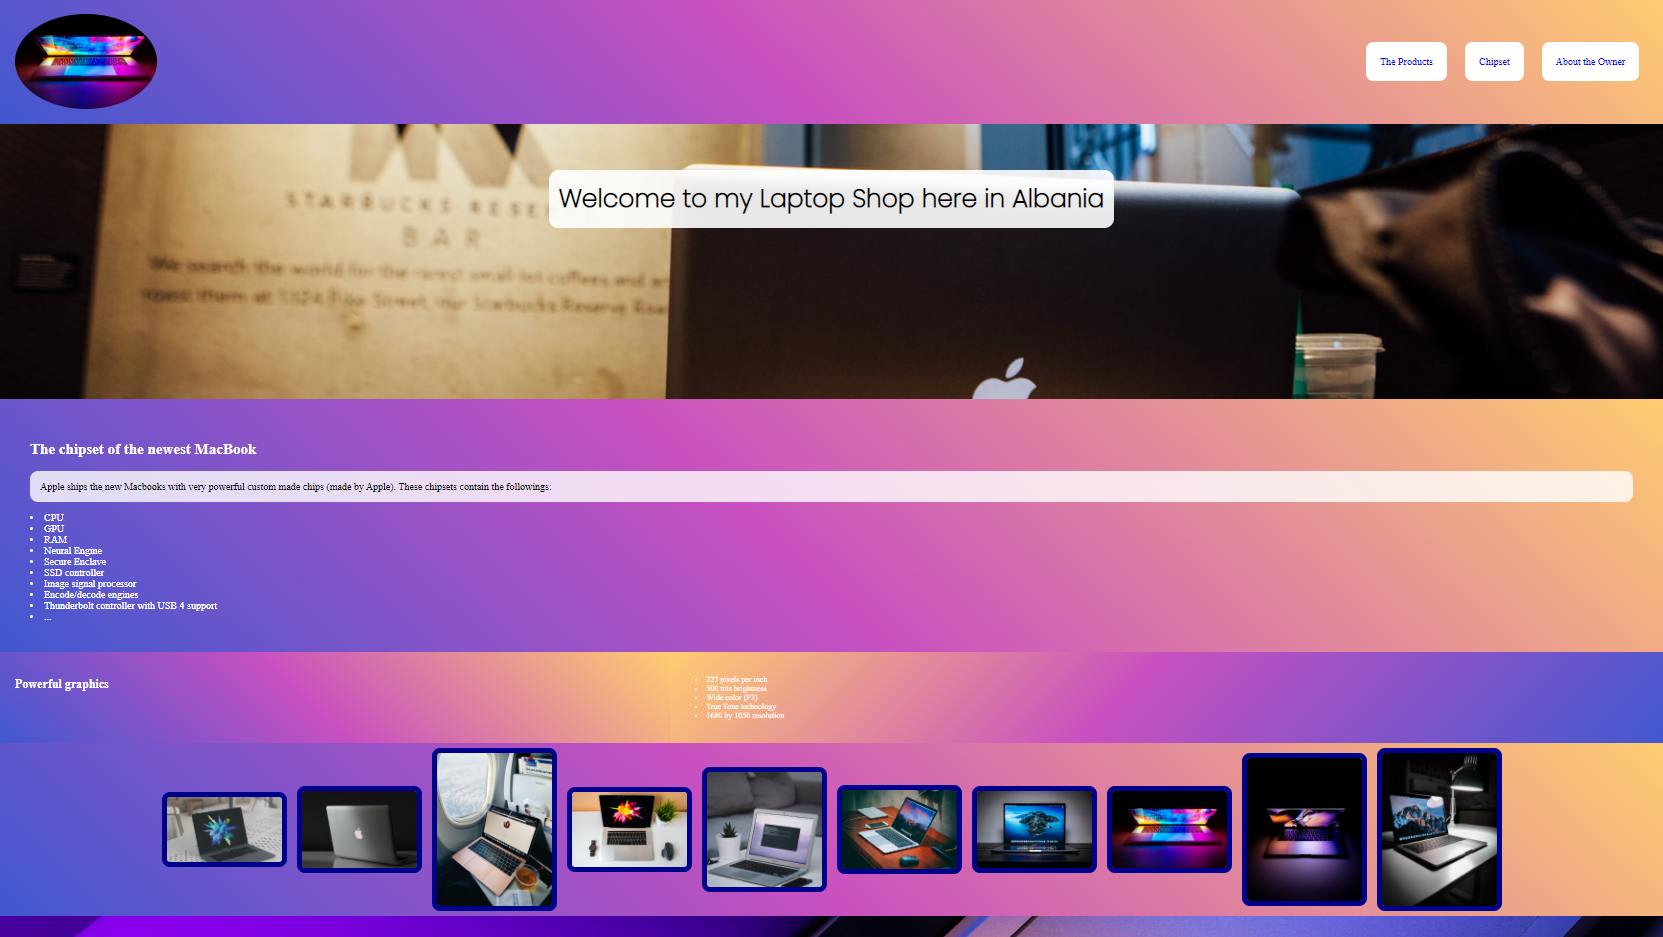 The Products
Chipset
About the Owner
Welcome to my Laptop Shop here in Albania
STARBUCKS RESE
BAR
We search the world for the rarest small-lot coffees and
them at 1124 Pike Street, our Starbucks Reserve
The chipset of the newest MacBook
Apple ships the new Macbooks with very powerful custom made chips (made by Apple). These chipsets contain the followings:
CPU
GPU
RAM
Neural Engine
Secure Enclave
SSD controller
Image signal processor
Encode/decode engines
Thunderbolt controller with USB 4 support
...
Powerful graphics
227 pixels per inch
500 nits brightness
Wide color (P3)
True Tone technology
1680 by 1050 resolution